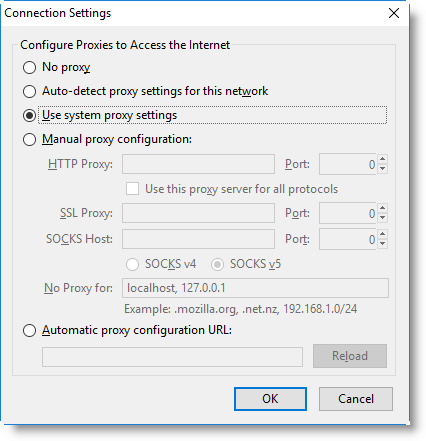 Connection Settings
Configure Proxies to Access the Internet
No proxy
Auto-detect proxy settings for this network
Use system proxy settings
Manual proxy configuration:
HTTP Proxy: Port: 0
Use this proxy server for all protocols
SSL Proxy: Port: 0
SOCKS Host: Port: 0
SOCKS v4 SOCKS v5
No Proxy for: localhost, 127.0.0.1
Example: .mozilla.org, .net.nz, 192.168.1.0/24
Automatic proxy configuration URL:
Reload
OK Cancel